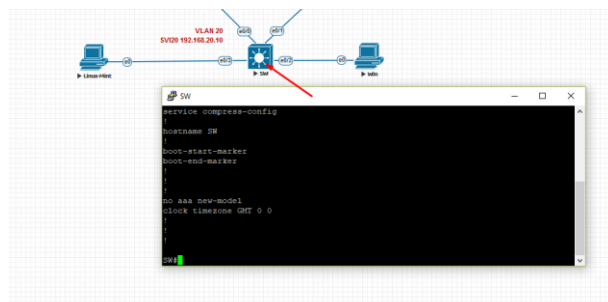 VLAN 20
SVI20 192.168.20.10
e0/0
e0/1
e0
e0/3
e0/2
e0
Linux-Mint
SW
Win
SW
service compress-config
!
hostname SW
!
boot-start-marker
boot-end-marker
!
!
!
no aaa new-model
clock timezone GMT 0 0
!
!
!
SW#